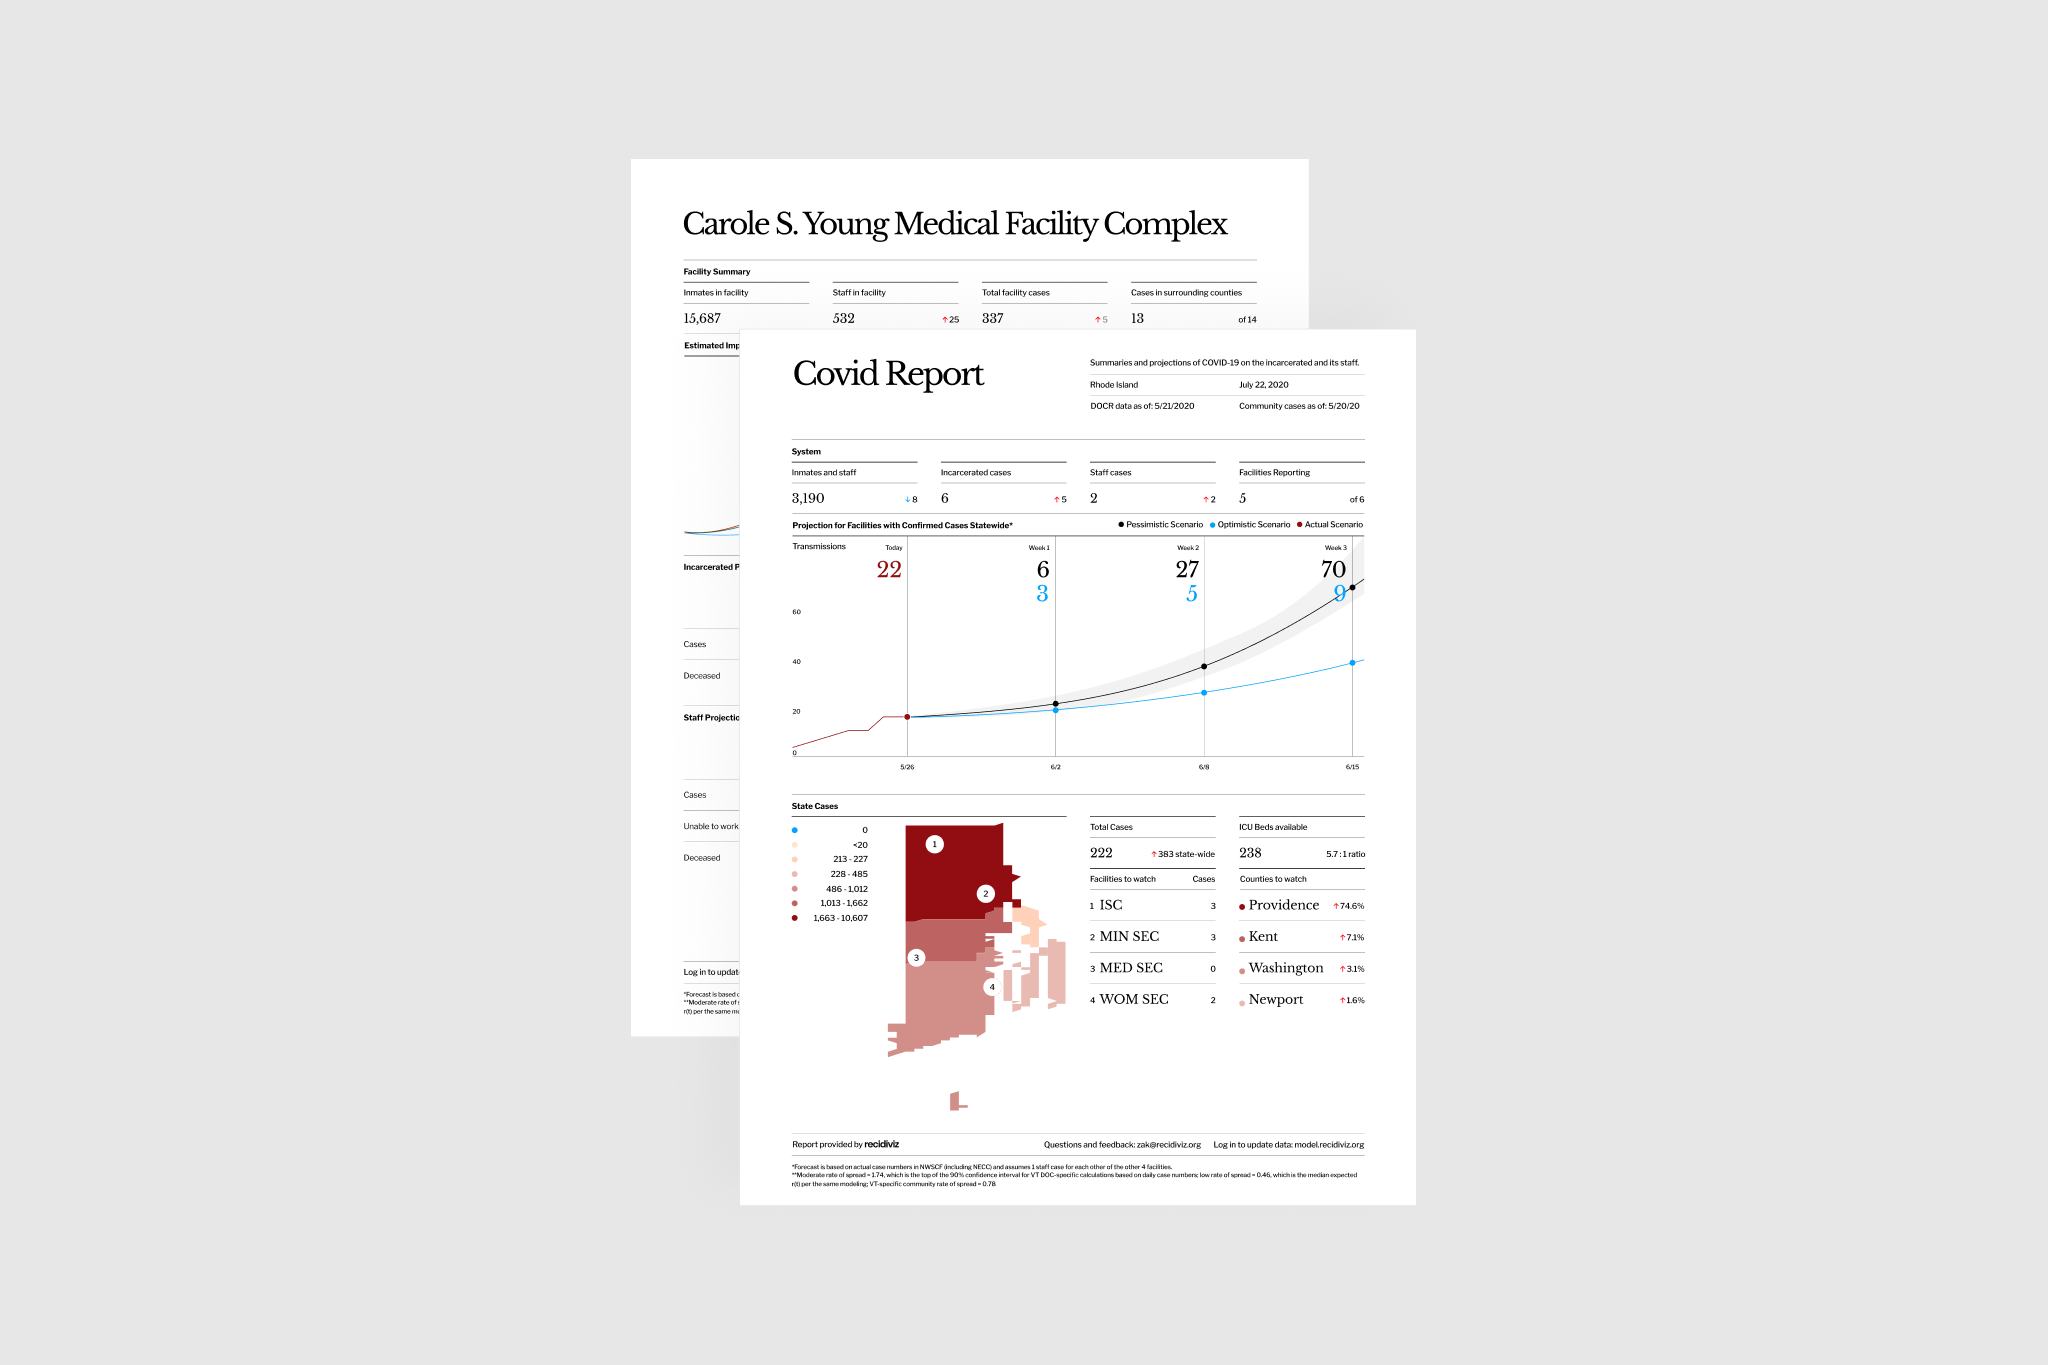 Carole S. Young Medical Facility Complex
Facility Summary
Inmates in facility
Staff in facility
Total facility cases
Cases in surrounding counties
15,687
532
↑25
337
↑5
13
of 14
Estimated Imp
Incarcerated P
Cases
Deceased
Staff Projectio
Cases
Unable to work
Deceased
Log in to updat
*Forecast is based o
**Moderate rate of s
r(t) per the same mo
Covid Report
Summaries and projections of COVID-19 on the incarcerated and its staff.
Rhode Island
July 22, 2020
DOCR data as of: 5/21/2020
Community cases as of: 5/20/20
System
Inmates and staff
Incarcerated cases
Staff cases
Facilities Reporting
3,190
↓8
6
↑5
2
↑2
5
of 6
Projection for Facilities with Confirmed Cases Statewide*
Pessimistic Scenario
Optimistic Scenario
Actual Scenario
Transmissions
Today
Week 1
Week 2
Week 3
22
6
27
70
3
5
9
60
40
20
0
5/26
6/2
6/8
6/15
State Cases
0
<20
213 - 227
228 - 485
486 - 1,012
1,013 - 1,662
1,663 - 10,607
1
2
3
4
Total Cases
222
↑383 state-wide
Facilities to watch
Cases
1 ISC 3
2 MIN SEC 3
3 MED SEC 0
4 WOM SEC 2
ICU Beds available
238
5.7 : 1 ratio
Counties to watch
Providence ↑74.6%
Kent ↑7.1%
Washington ↑3.1%
Newport ↑1.6%
Report provided by recidiviz
Questions and feedback: zak@recidiviz.org
Log in to update data: model.recidiviz.org
*Forecast is based on actual case numbers in NWSCF (including NECC) and assumes 1 staff case for each other of the other 4 facilities.
**Moderate rate of spread = 1.74, which is the top of the 90% confidence interval for VT DOC-specific calculations based on daily case numbers; low rate of spread = 0.46, which is the median expected
r(t) per the same modeling; VT-specific community rate of spread = 0.78